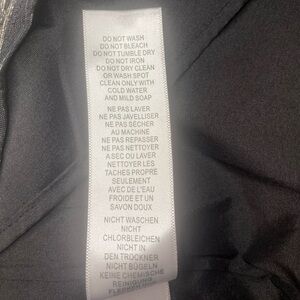 DO NOT WASH
DO NOT BLEACH
DO NOT TUMBLE DRY
DO NOT IRON
DO NOT DRY CLEAN
OR WASH SPOT
CLEAN ONLY WITH
COLD WATER
AND MILD SOAP
NE PAS LAVER
NE PAS JAVELLISER
NE PAS SÉCHER
AU MACHINE
NE PAS REPASSER
NE PAS NETTOYER
A SEC OU LAVER
NETTOYER LES
TACHES PROPRE
SEULEMENT
AVEC DE L'EAU
FROIDE ET UN
SAVON DOUX
NICHT WASCHEN
NICHT
CHLORBLEICHEN
NICHT IN
DEN TROCKNER
NICHT BÜGELN
KEINE CHEMISCHE
REINIGUNG